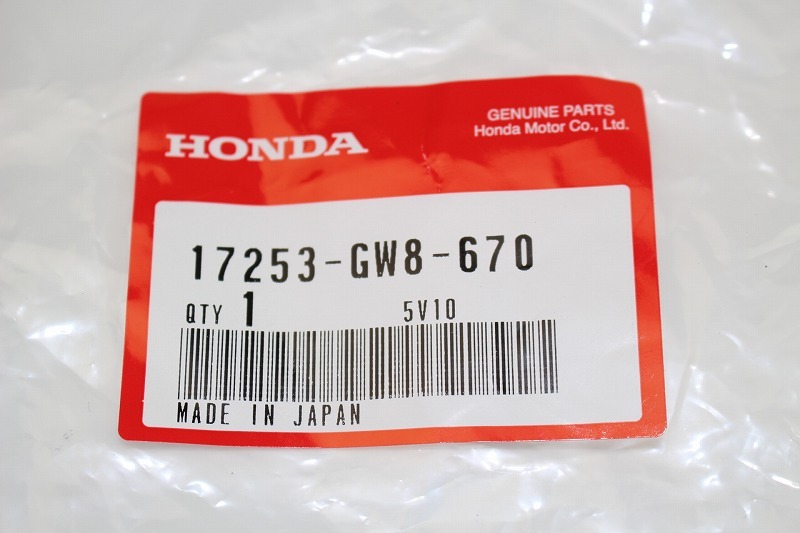 HONDA
GENUINE PARTS
Honda Motor Co., Ltd.
17253-GW8-670
QTY 1 5V10
MADE IN JAPAN